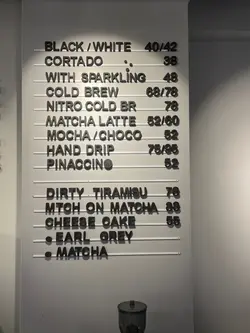 BLACK/WHITE 40/42
CORTADO 38
WITH SPARKLING 48
COLD BREW 68/78
NITRO COLD BR 78
MATCHA LATTE 52/60
MOCHA/CHOCO 52
HAND DRIP 75/95
PINACCINO 52
DIRTY TIRAMISU 78
MTCH ON MATCHA 88
CHEESE CAKE 55
EARL GREY
MATCHA